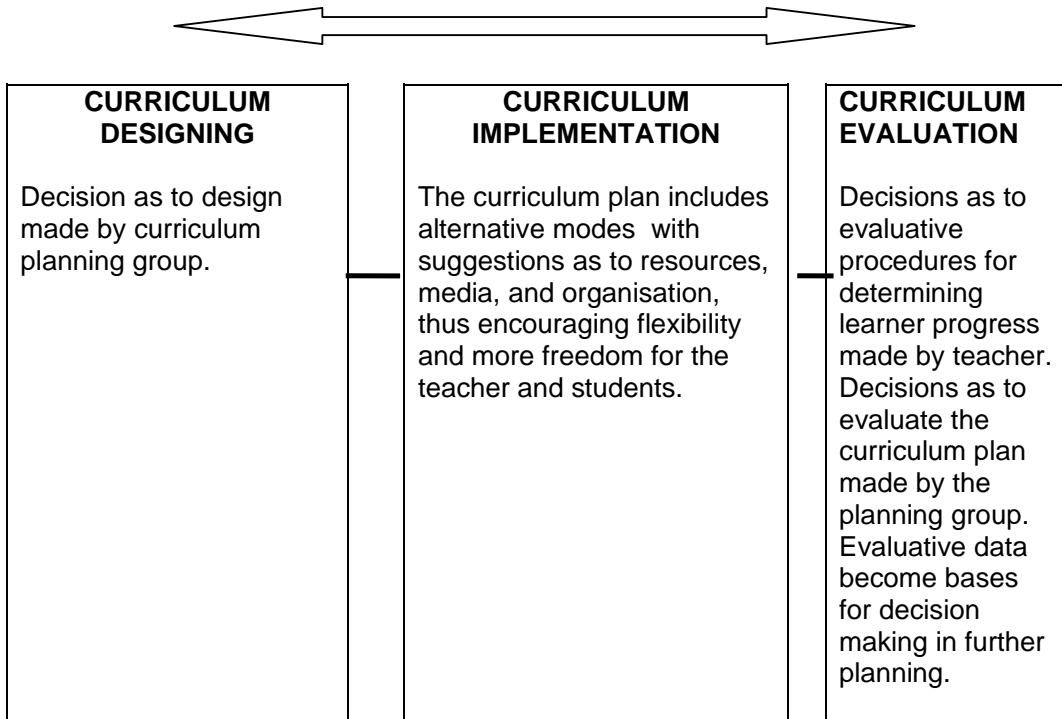 CURRICULUM
DESIGNING
Decision as to design
made by curriculum
planning group.
CURRICULUM
IMPLEMENTATION
The curriculum plan includes
alternative modes with
suggestions as to resources,
media, and organisation,
thus encouraging flexibility
and more freedom for the
teacher and students.
CURRICULUM
EVALUATION
Decisions as to
evaluative
procedures for
determining
learner progress
made by teacher.
Decisions as to
evaluate the
curriculum plan
made by the
planning group.
Evaluative data
become bases
for decision
making in further
planning.